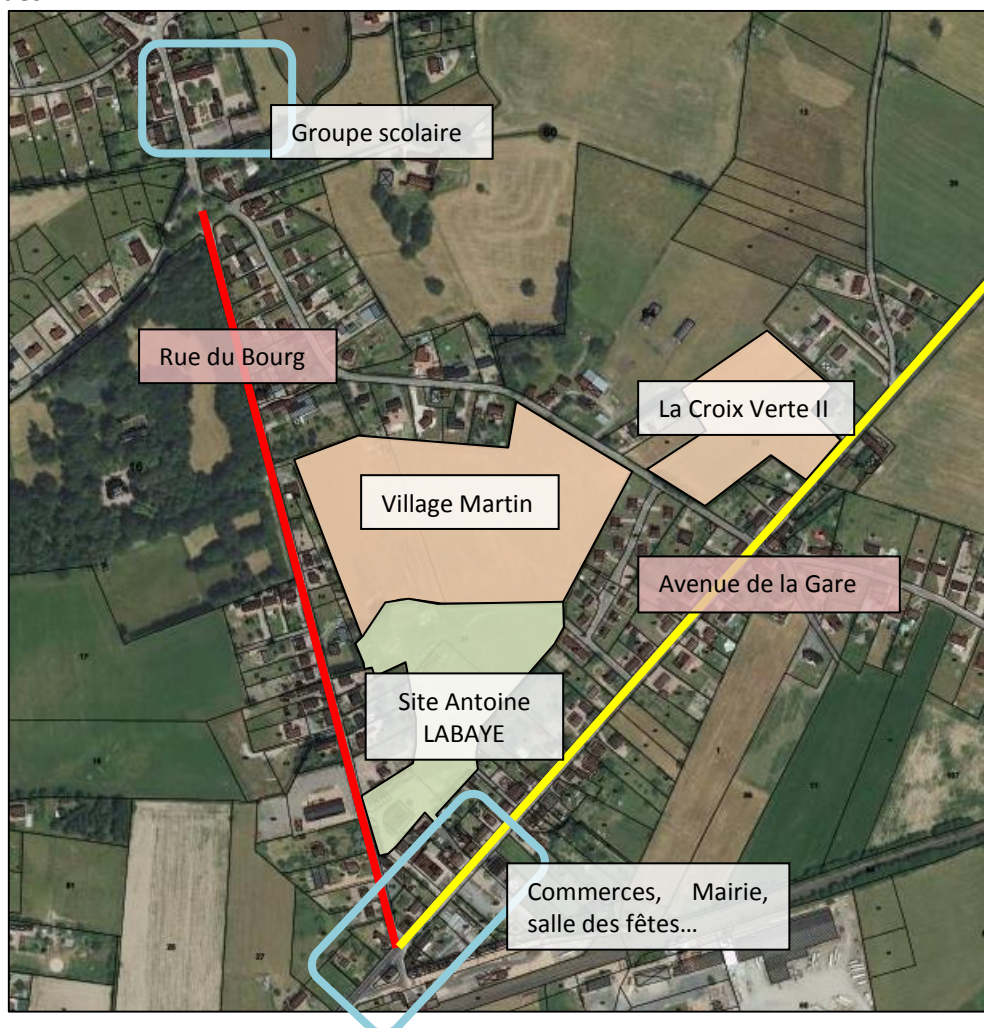 Groupe scolaire
Rue du Bourg
La Croix Verte II
Village Martin
Avenue de la Gare
Site Antoine
LABAYE
Commerces, Mairie,
salle des fêtes…